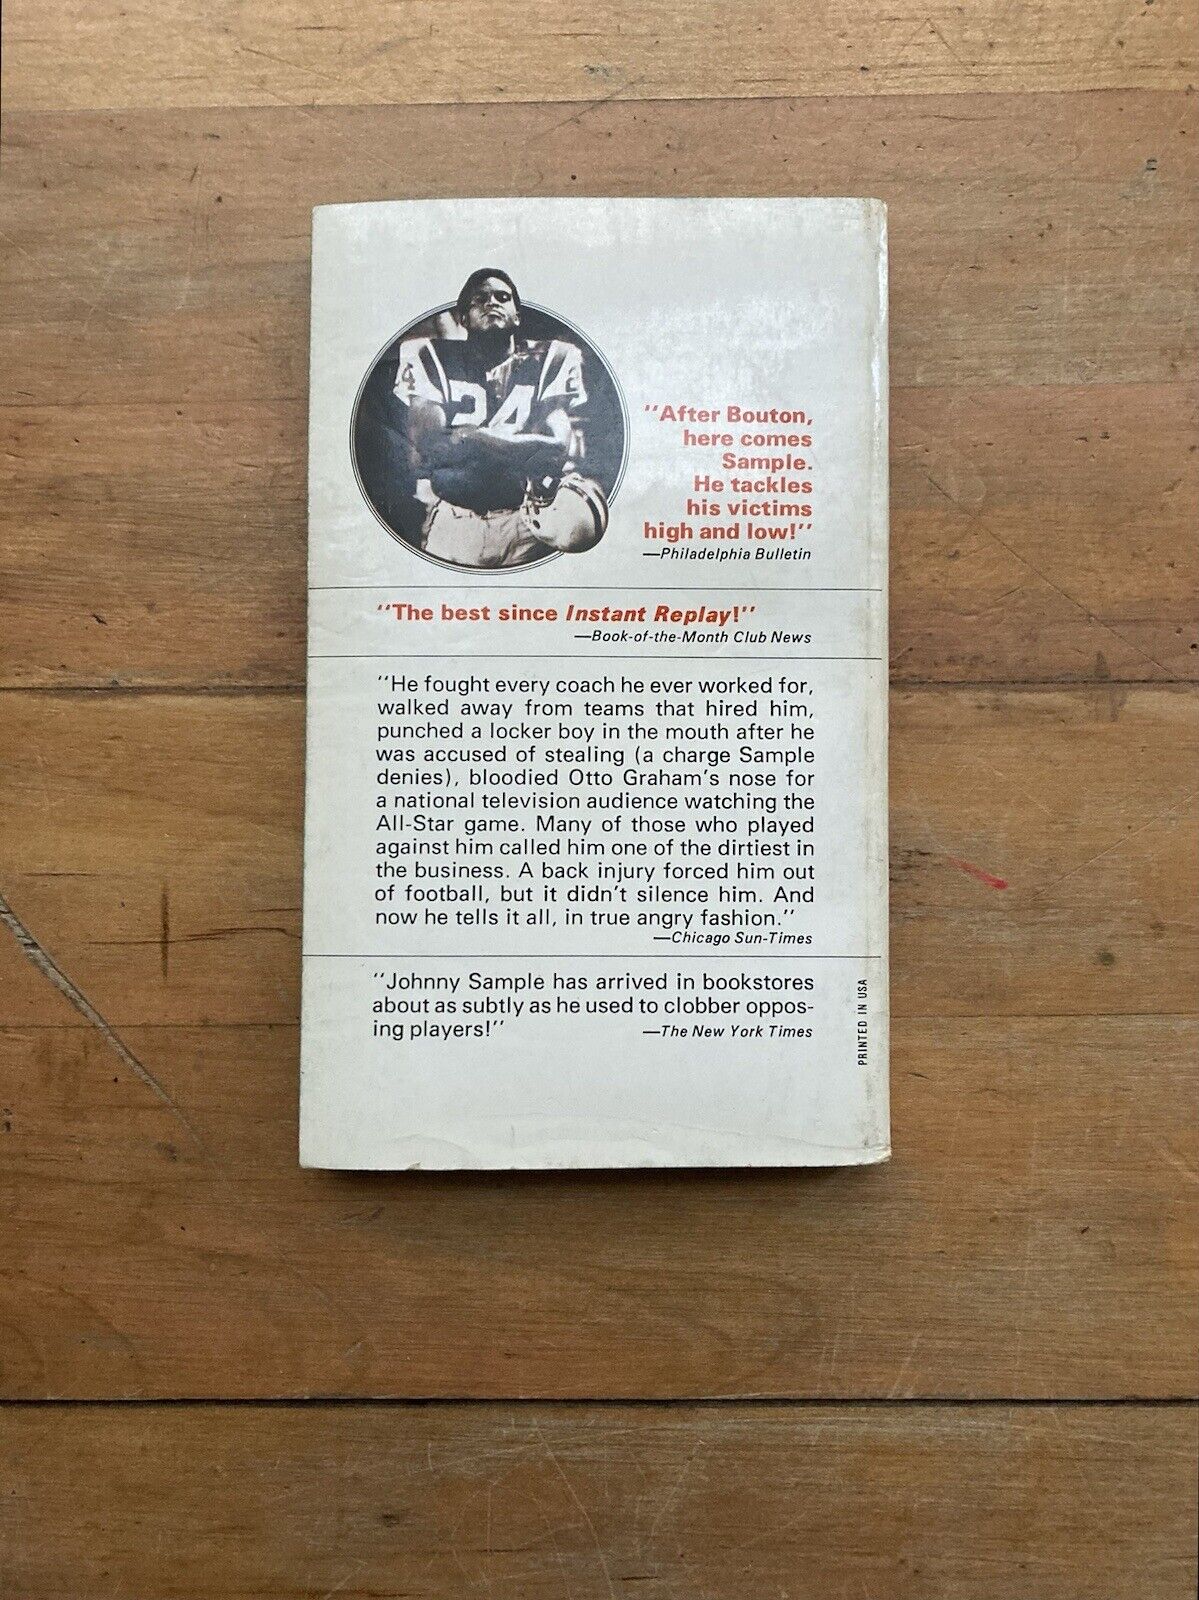 4
24
2
"After Bouton,
here comes
Sample.
He tackles
his victims
high and low!"
—Philadelphia Bulletin
"The best since Instant Replay!"
—Book-of-the-Month Club News
"He fought every coach he ever worked for,
walked away from teams that hired him,
punched a locker boy in the mouth after he
was accused of stealing (a charge Sample
denies), bloodied Otto Graham's nose for
a national television audience watching the
All-Star game. Many of those who played
against him called him one of the dirtiest in
the business. A back injury forced him out
of football, but it didn't silence him. And
now he tells it all, in true angry fashion."
—Chicago Sun-Times
"Johnny Sample has arrived in bookstores
about as subtly as he used to clobber oppos-
ing players!"
—The New York Times
PRINTED IN USA